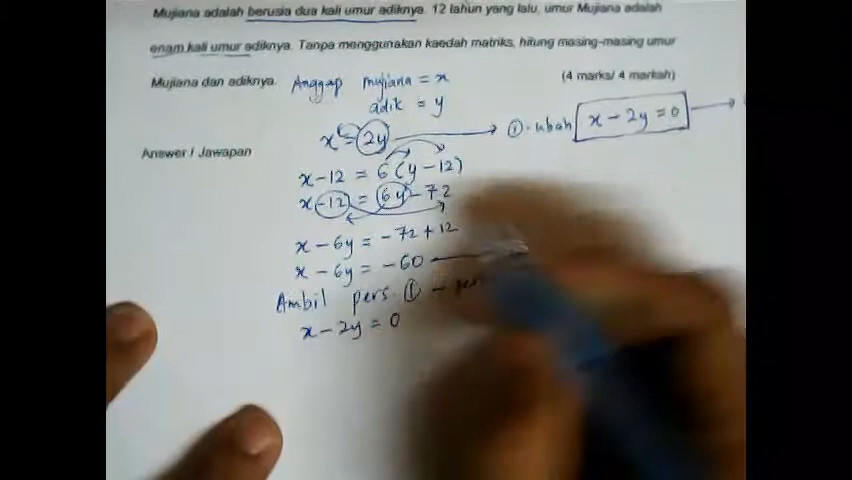 Mujiana adalah berusia dua kali umur adiknya. 12 tahun yang lalu, umur Mujiana adalah
enam kali umur adiknya. Tanpa menggunakan kaedah matriks, hitung masing-masing umur
Mujiana dan adiknya. Anggap mujiana = x (4 marks/ 4 markah)
adik = y
x = 2y ①. ubah x - 2y = 0
Answer / Jawapan
x - 12 = 6 (y - 12)
x - 12 = 6y - 72
x - 6y = -72 + 12
x - 6y = -60
Ambil pers. ① -
x - 2y = 0